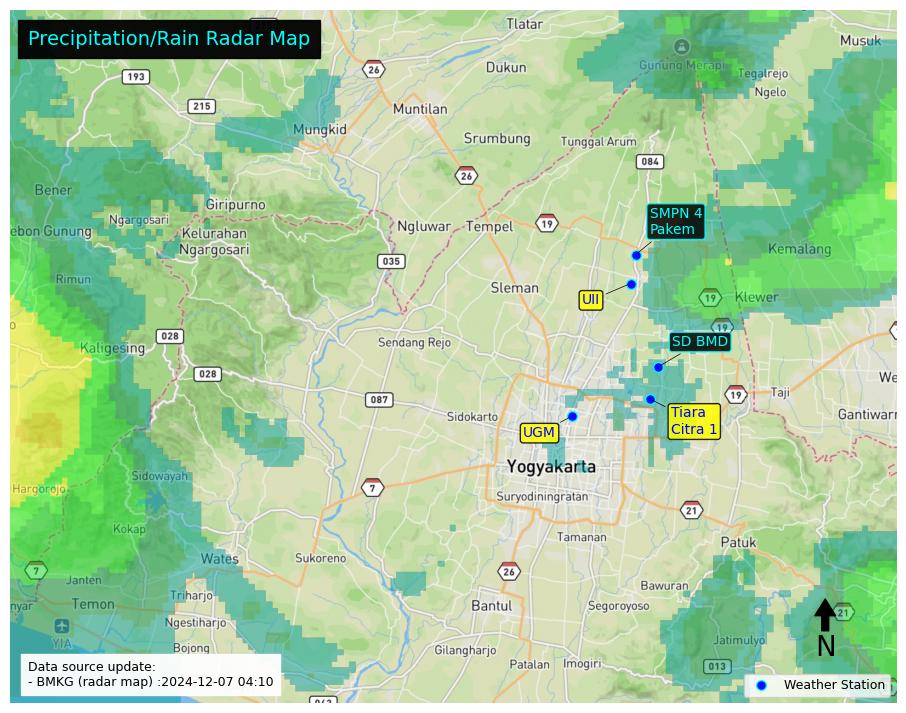 Precipitation/Rain Radar Map
Tlatar
Musuk
26
193
Dukun
Gunung Merapi
Tegalrejo
Ngelo
215
Muntilan
Mungkid
Srumbung
Tunggal Arum
084
26
Bener
Giripurno
SMPN 4
Pakem
Ngargosari
Ngluwar
Tempel
19
ebon Gunung
Kelurahan
Ngargosari
Kemalang
035
Rimun
Sleman
UII
19
Klewer
19
028
Kaligesing
Sendang Rejo
SD BMD
028
We
087
19
Taji
Sidokarto
Tiara
Citra 1
Gantiwarn
UGM
Yogyakarta
Sidowayah
Hargorojo
7
Suryodiningratan
21
Kokap
Tamanan
Patuk
Wates
Sukoreno
7
Janten
26
Bawuran
Triharjo
nyar
Temon
Bantul
Segoroyoso
21
Ngestiharjo
N
YIA
Bojong
Gilangharjo
Jatimulyo
Patalan
Imogiri
013
Data source update:
- BMKG (radar map) :2024-12-07 04:10
Weather Station